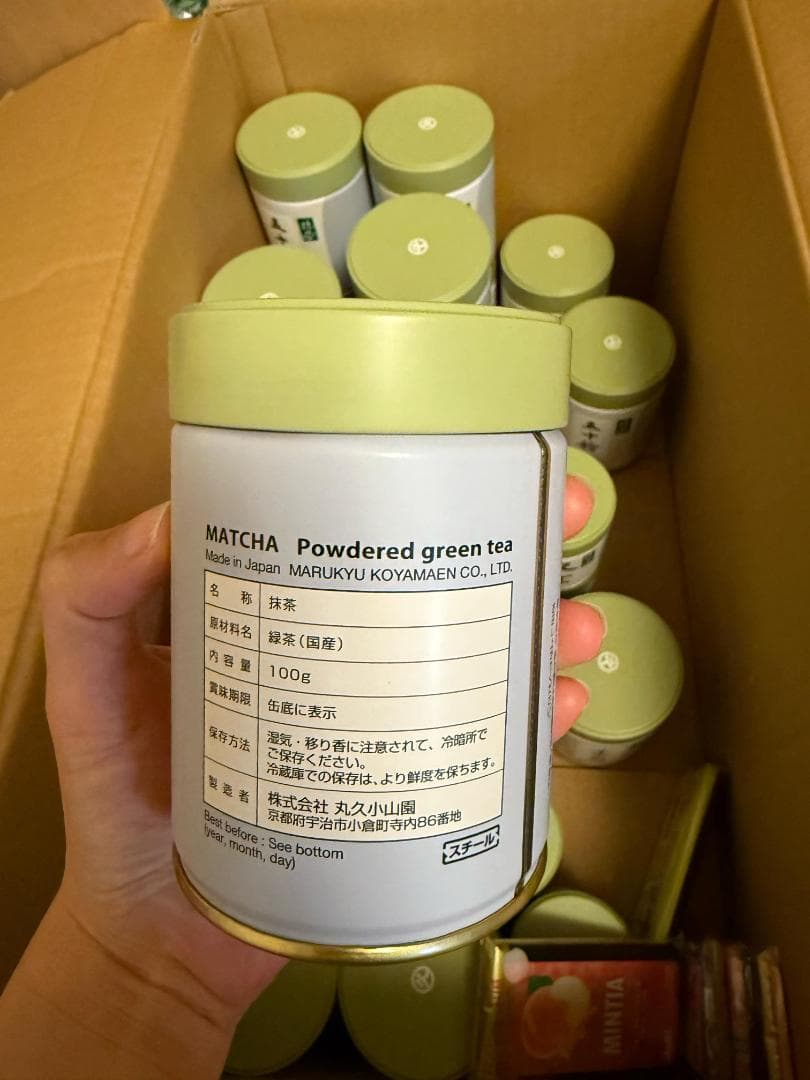 MATCHA Powdered green tea
Made in Japan MARUKYU KOYAMAEN CO., LTD.
名称 抹茶
原材料名 緑茶(国産)
内容量 100g
賞味期限 缶底に表示
保存方法 湿気・移り香に注意されて、冷暗所で
ご保存ください。
冷蔵庫での保存は、より鮮度を保ちます。
製造者 株式会社 丸久小山園
京都府宇治市小倉町寺内86番地
Best before : See bottom
(year, month, day)
スチール
MINTIA